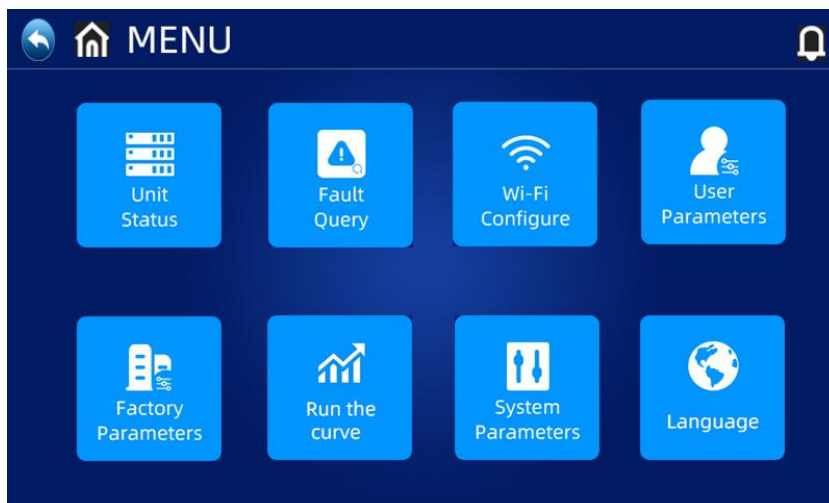 MENU
Unit
Status
Fault
Query
Wi-Fi
Configure
User
Parameters
Factory
Parameters
Run the
curve
System
Parameters
Language